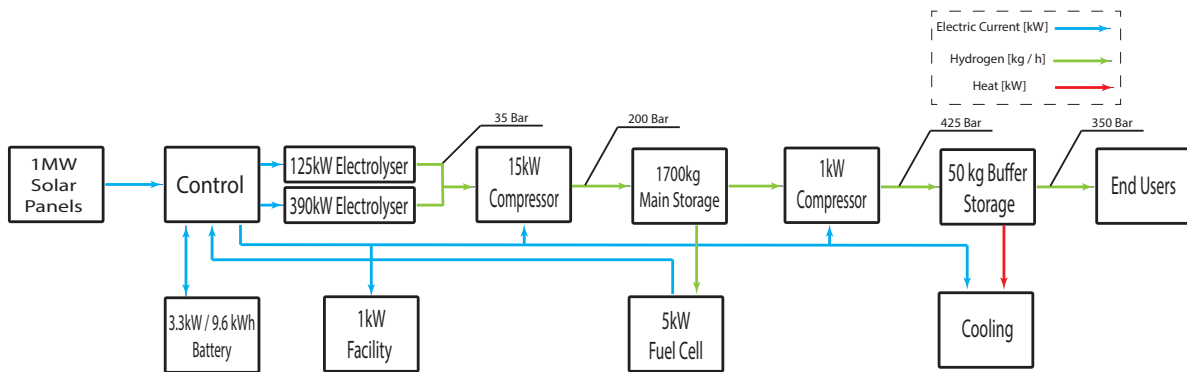 Electric Current [kW]
Hydrogen [kg / h]
Heat [kW]
35 Bar
200 Bar
425 Bar
350 Bar
1MW
Solar
Panels
Control
125kW Electrolyser
390kW Electrolyser
15kW
Compressor
1700kg
Main Storage
1kW
Compressor
50 kg Buffer
Storage
End Users
3.3kW / 9.6 kWh
Battery
1kW
Facility
5kW
Fuel Cell
Cooling